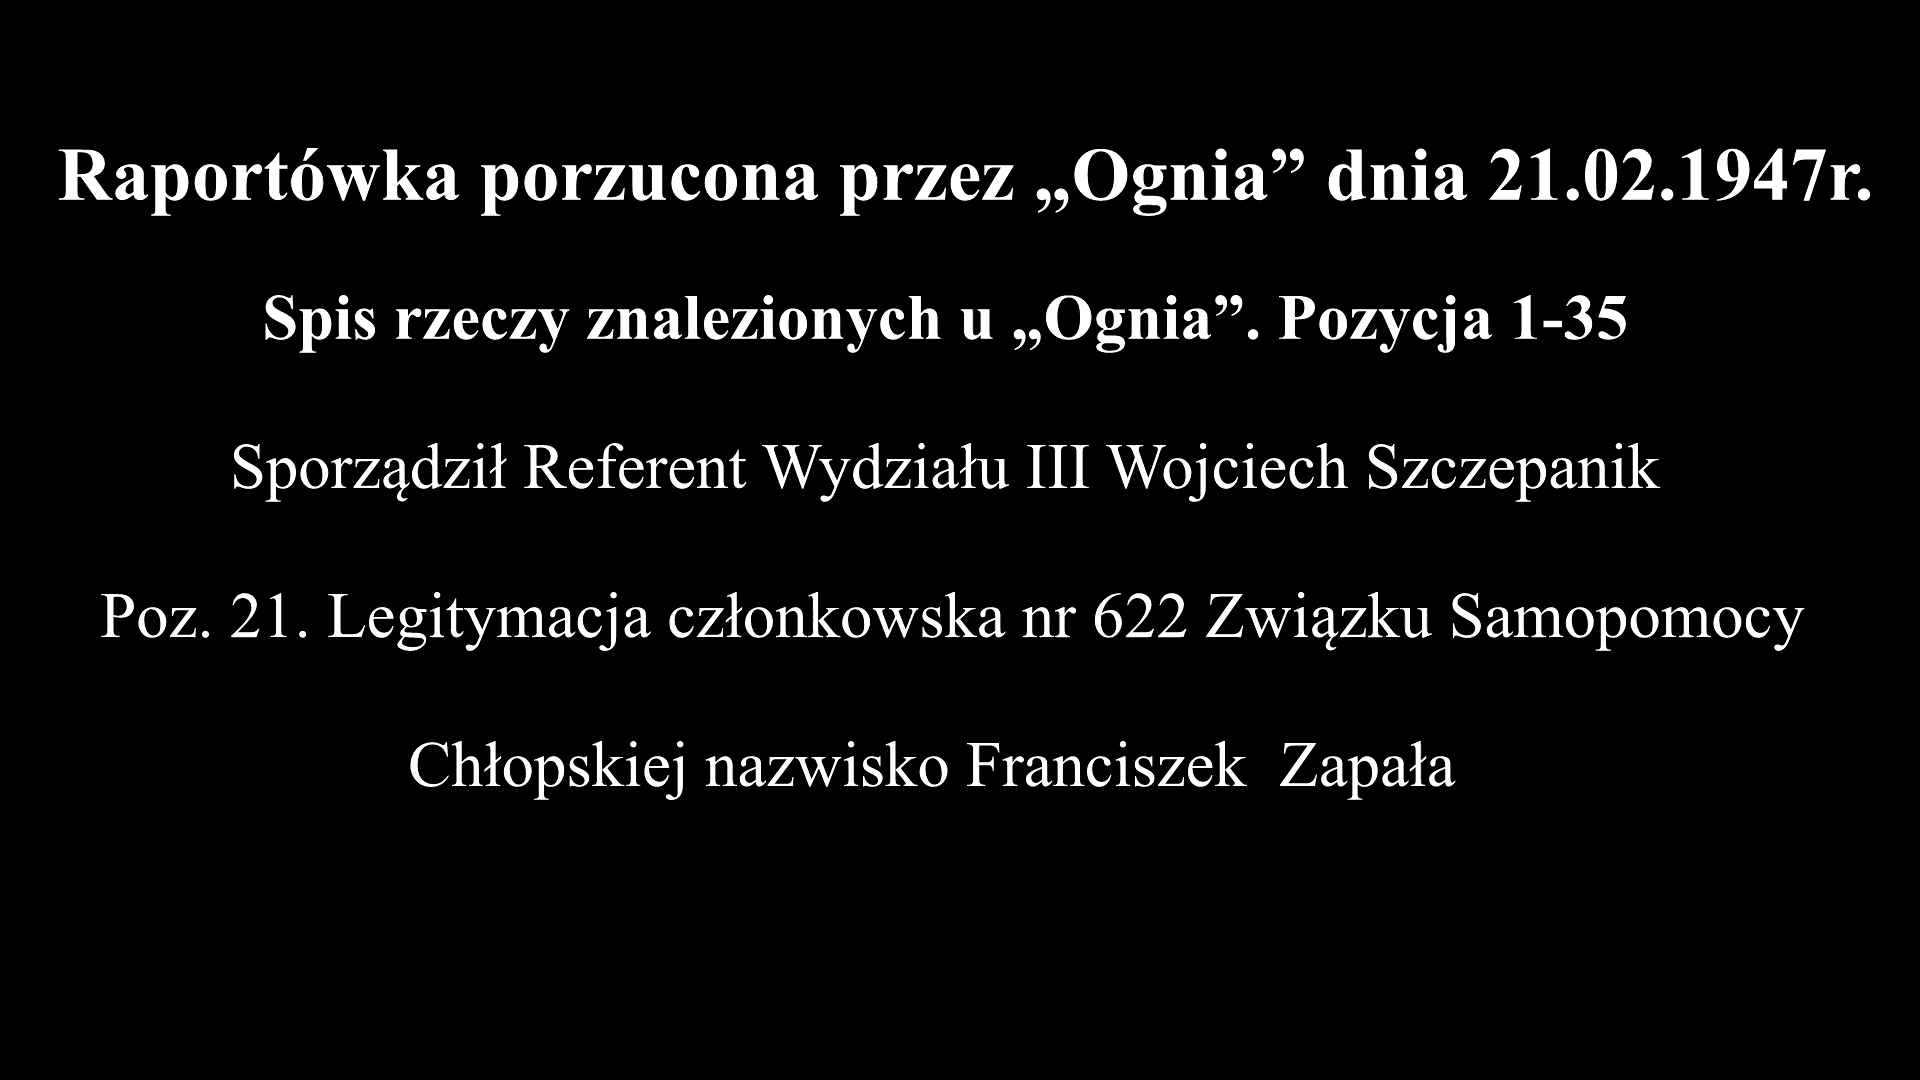 Raportówka porzucona przez „Ognia” dnia 21.02.1947r.
Spis rzeczy znalezionych u „Ognia”. Pozycja 1-35
Sporządził Referent Wydziału III Wojciech Szczepanik
Poz. 21. Legitymacja członkowska nr 622 Związku Samopomocy
Chłopskiej nazwisko Franciszek  Zapała